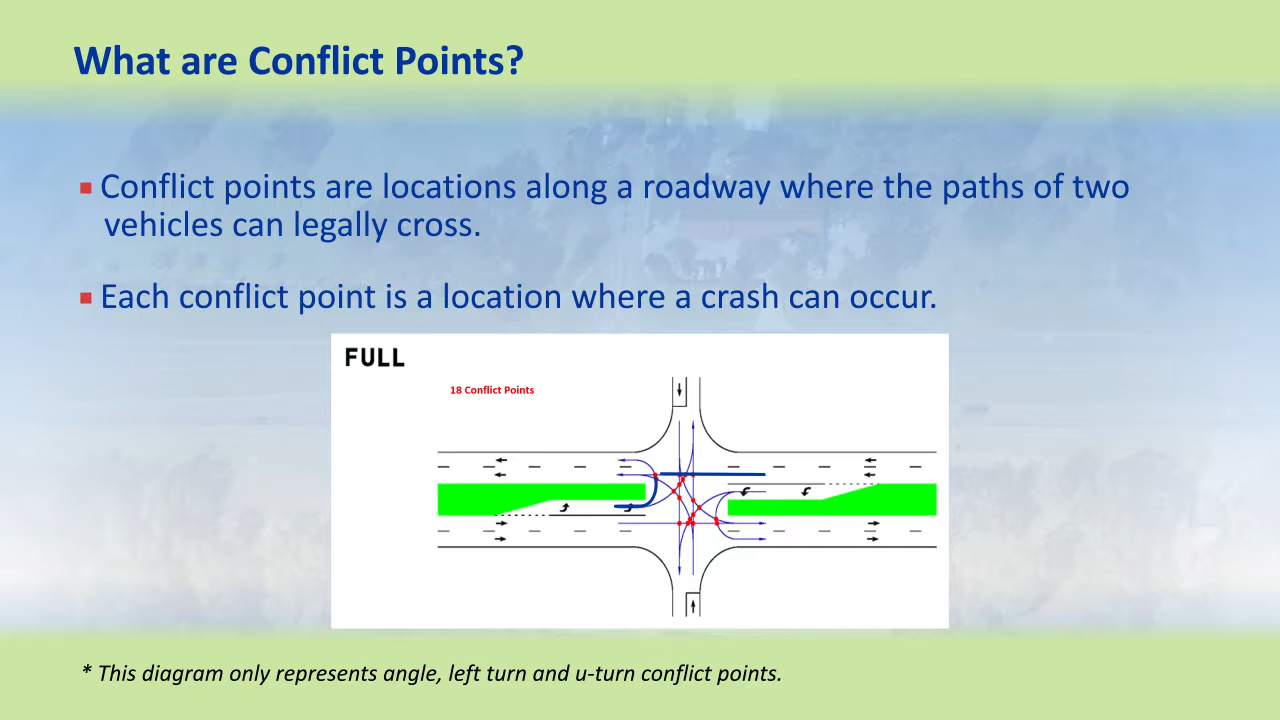 What are Conflict Points?
Conflict points are locations along a roadway where the paths of two
vehicles can legally cross.
Each conflict point is a location where a crash can occur.
FULL
18 Conflict Points
* This diagram only represents angle, left turn and u-turn conflict points.